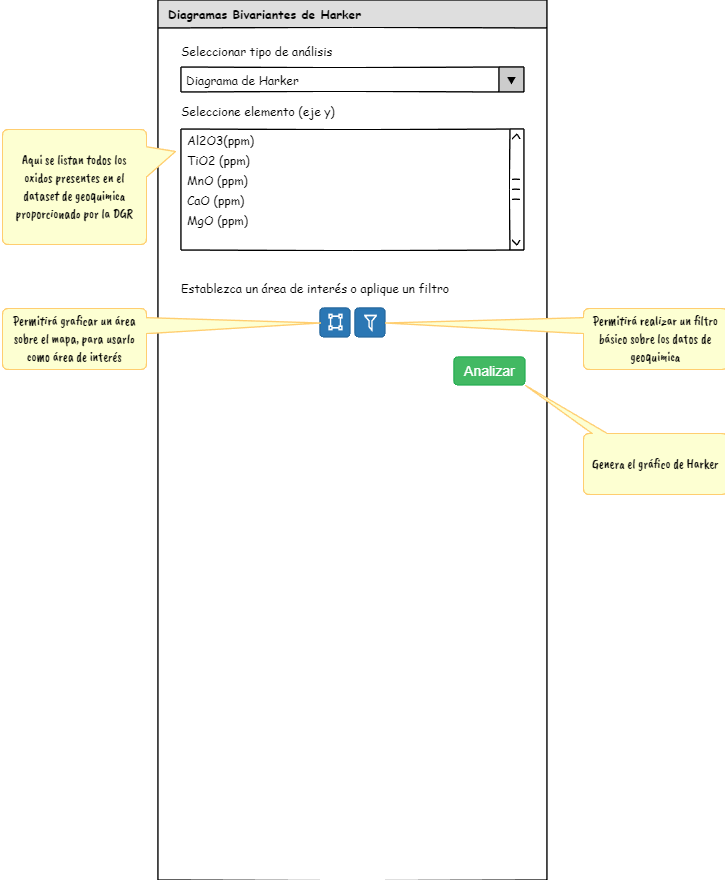 Diagramas Bivariantes de Harker
Seleccionar tipo de análisis
Diagrama de Harker
Seleccione elemento (eje y)
Al2O3(ppm)
TiO2 (ppm)
MnO (ppm)
CaO (ppm)
MgO (ppm)
Aqui se listan todos los
oxidos presentes en el
dataset de geoquimica
proporcionado por la DGR
Establezca un área de interés o aplique un filtro
Permitirá graficar un área
sobre el mapa, para usarlo
como área de interés
Permitirá realizar un filtro
básico sobre los datos de
geoquimica
Analizar
Genera el gráfico de Harker